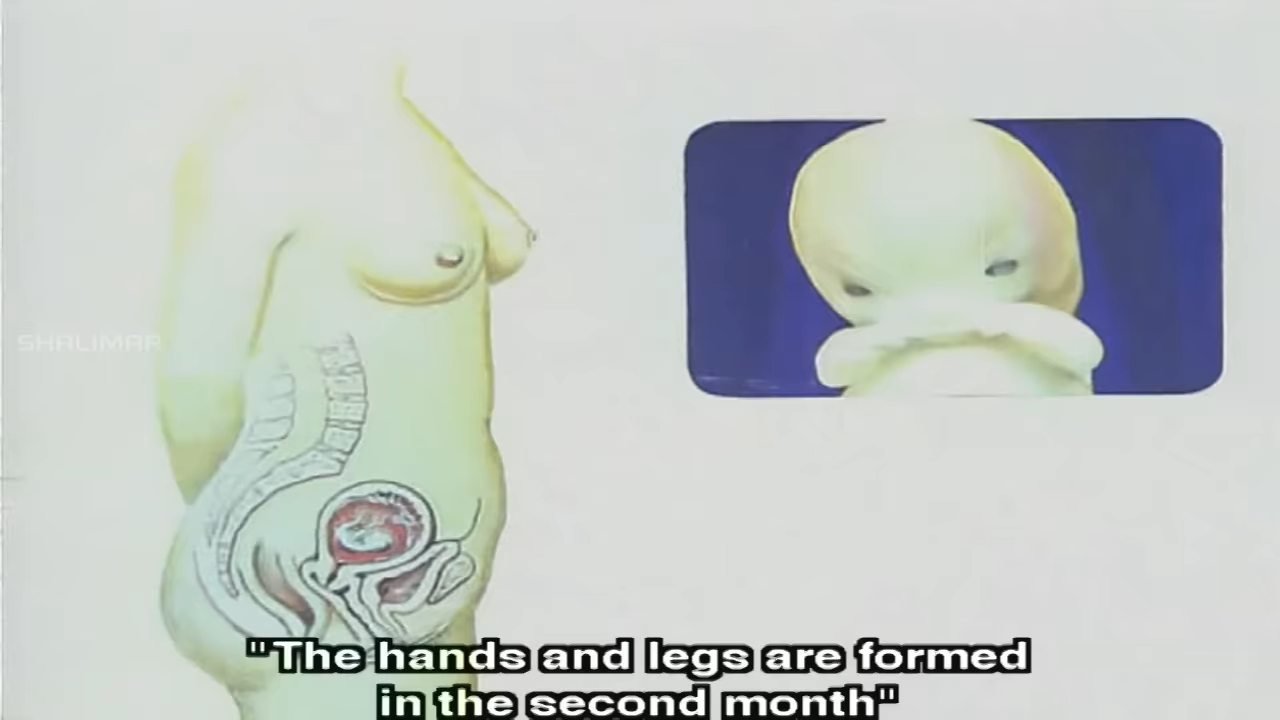 SHALIMAR
"The hands and legs are formed
in the second month"